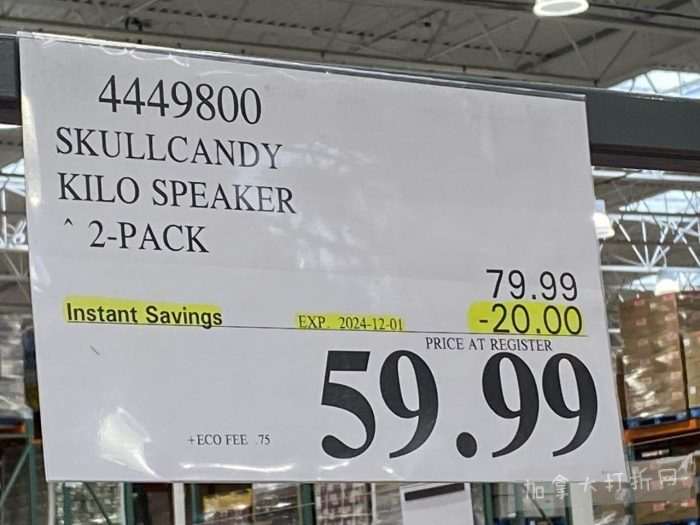 4449800
SKULLCANDY
KILO SPEAKER
^ 2-PACK
79.99
Instant Savings EXP. 2024-12-01 -20.00
PRICE AT REGISTER
59.99
+ECO FEE .75
加拿大打折网